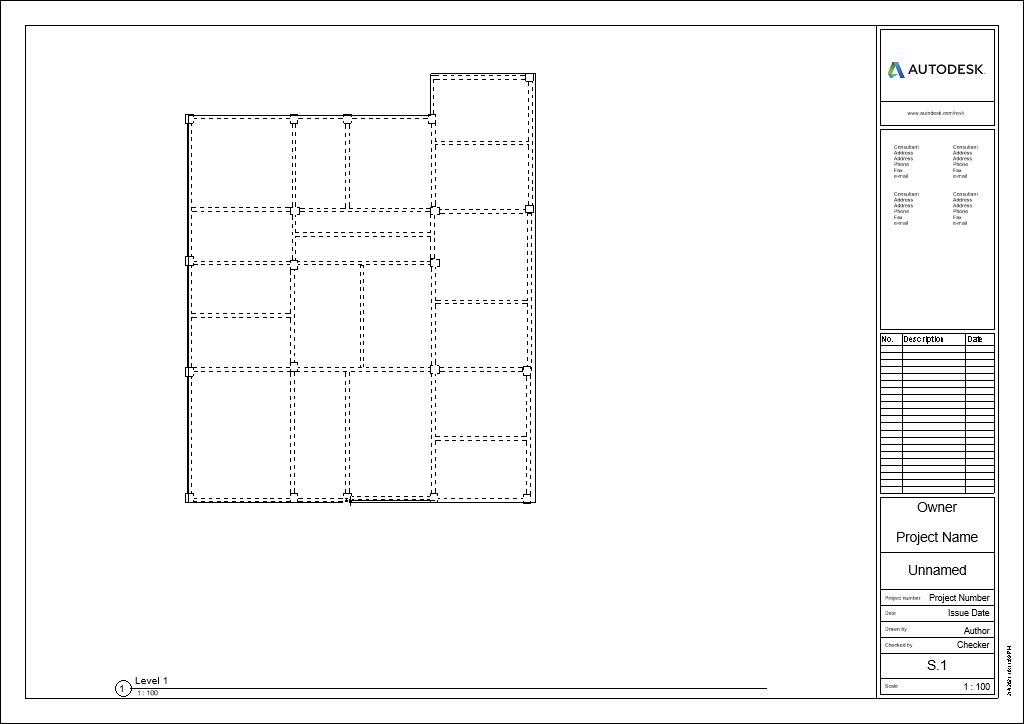 AUTODESK
www.autodesk.com/revit
Consultant Consultant
Address Address
Address Address
Phone Phone
Fax Fax
e-mail e-mail
Consultant Consultant
Address Address
Address Address
Phone Phone
Fax Fax
e-mail e-mail
No. Description Date
Owner
Project Name
Unnamed
Project number Project Number
Date Issue Date
Drawn by Author
Checked by Checker
S.1
Scale 1 : 100
1 Level 1
1 : 100